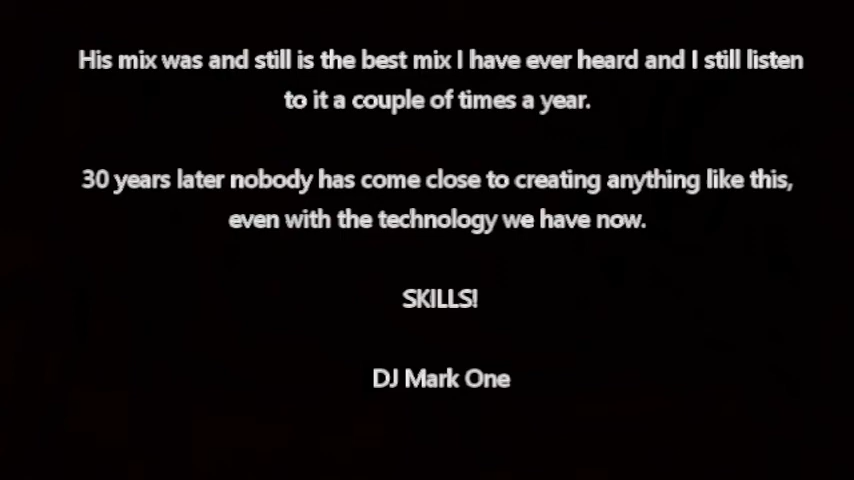 His mix was and still is the best mix I have ever heard and I still listen
to it a couple of times a year.
30 years later nobody has come close to creating anything like this,
even with the technology we have now.
SKILLS!
DJ Mark One